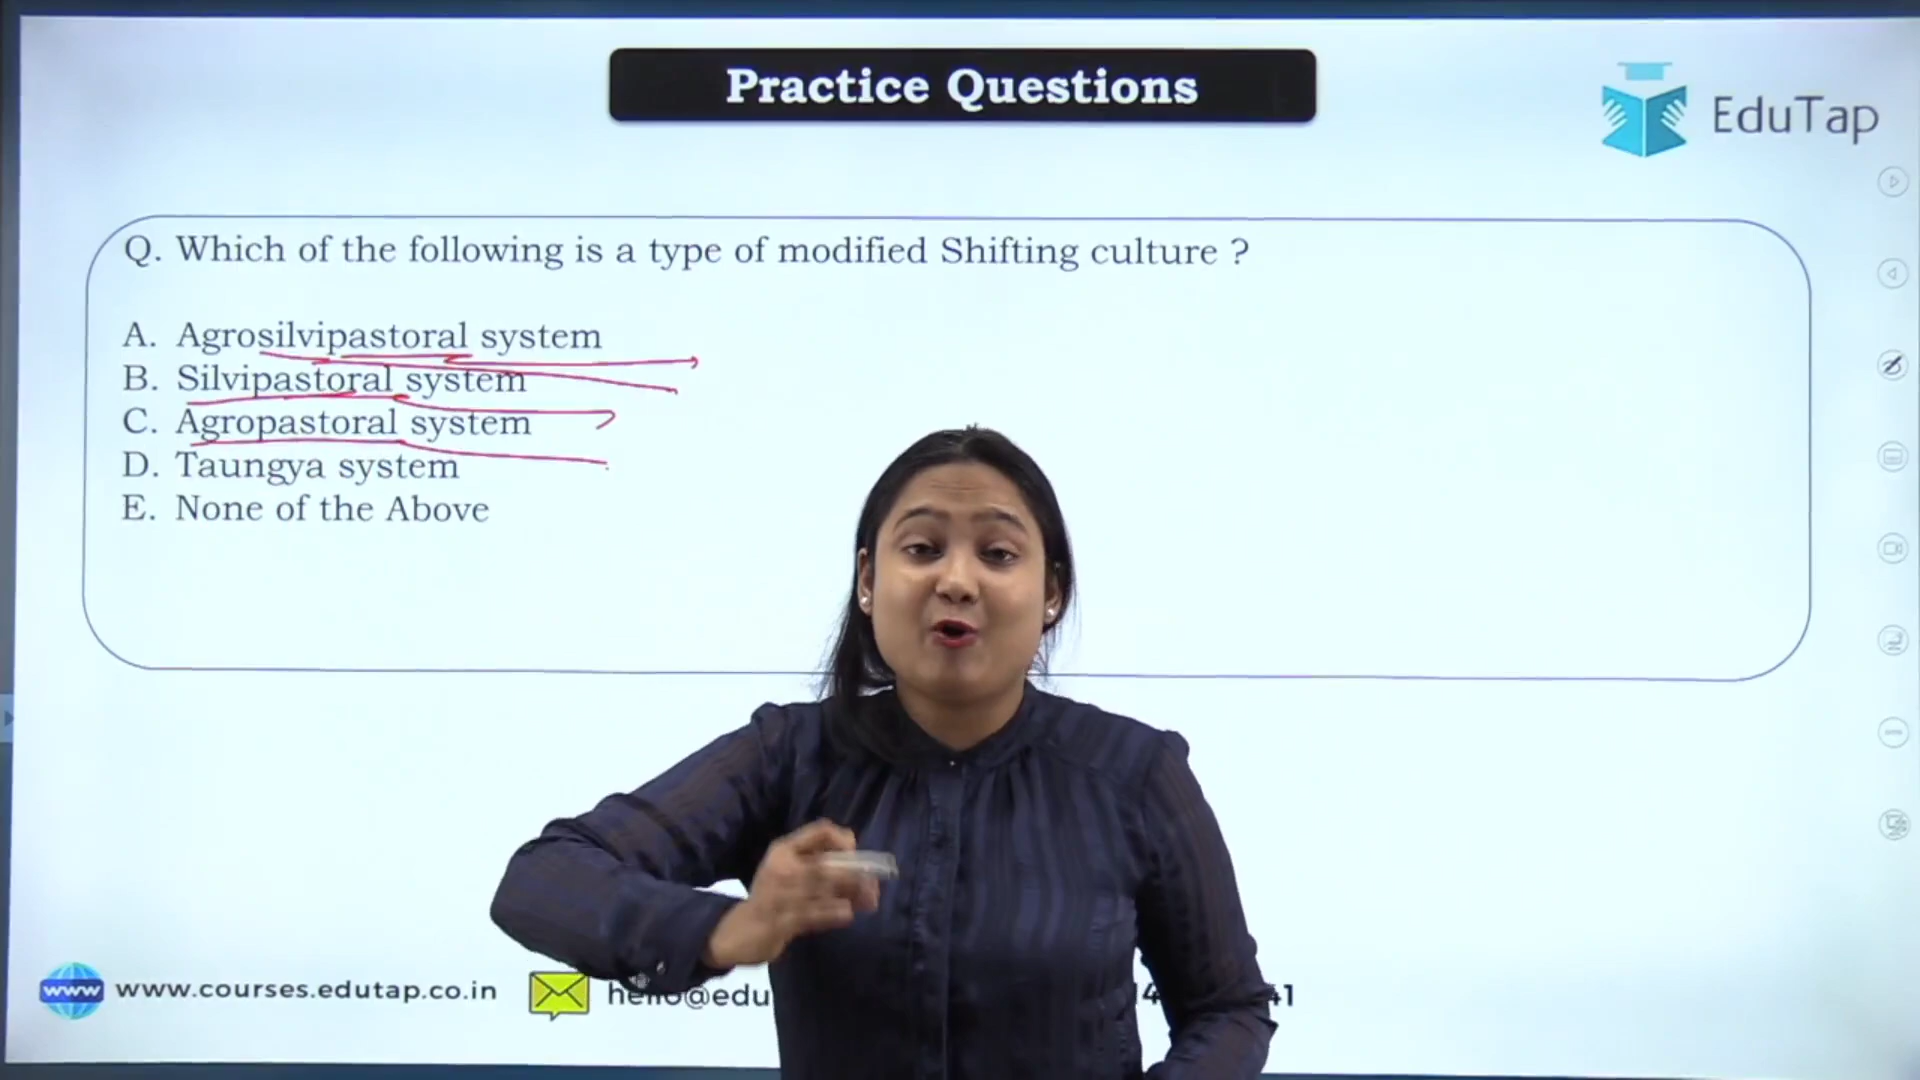 Practice Questions
EduTap
Q. Which of the following is a type of modified Shifting culture ?
A. Agrosilvipastoral system
B. Silvipastoral system
C. Agropastoral system
D. Taungya system
E. None of the Above
www www.courses.edutap.co.in